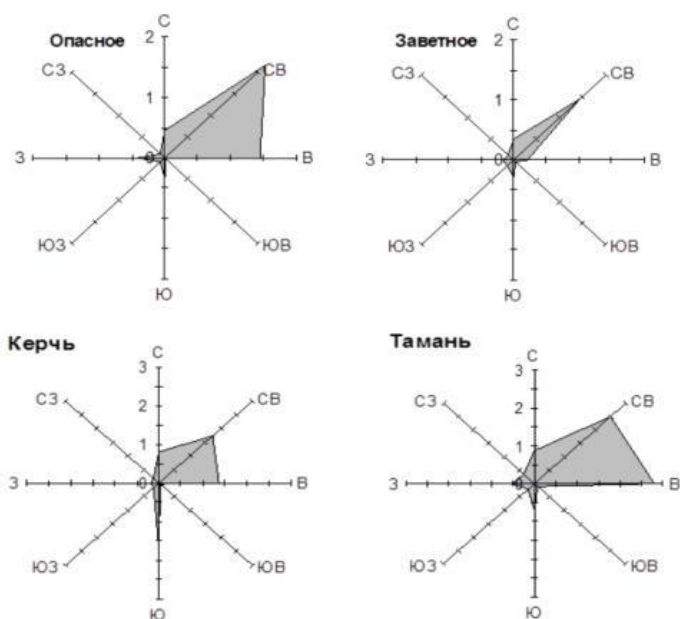 Опасное
С
2
СЗ
СВ
1
З
0
В
ЮЗ
ЮВ
Ю
Заветное
С
2
СЗ
СВ
1
З
0
В
ЮЗ
ЮВ
Ю
Керчь
С
3
СЗ
СВ
2
1
З
0
В
ЮЗ
ЮВ
Ю
Тамань
С
3
СЗ
СВ
2
1
З
0
В
ЮЗ
ЮВ
Ю